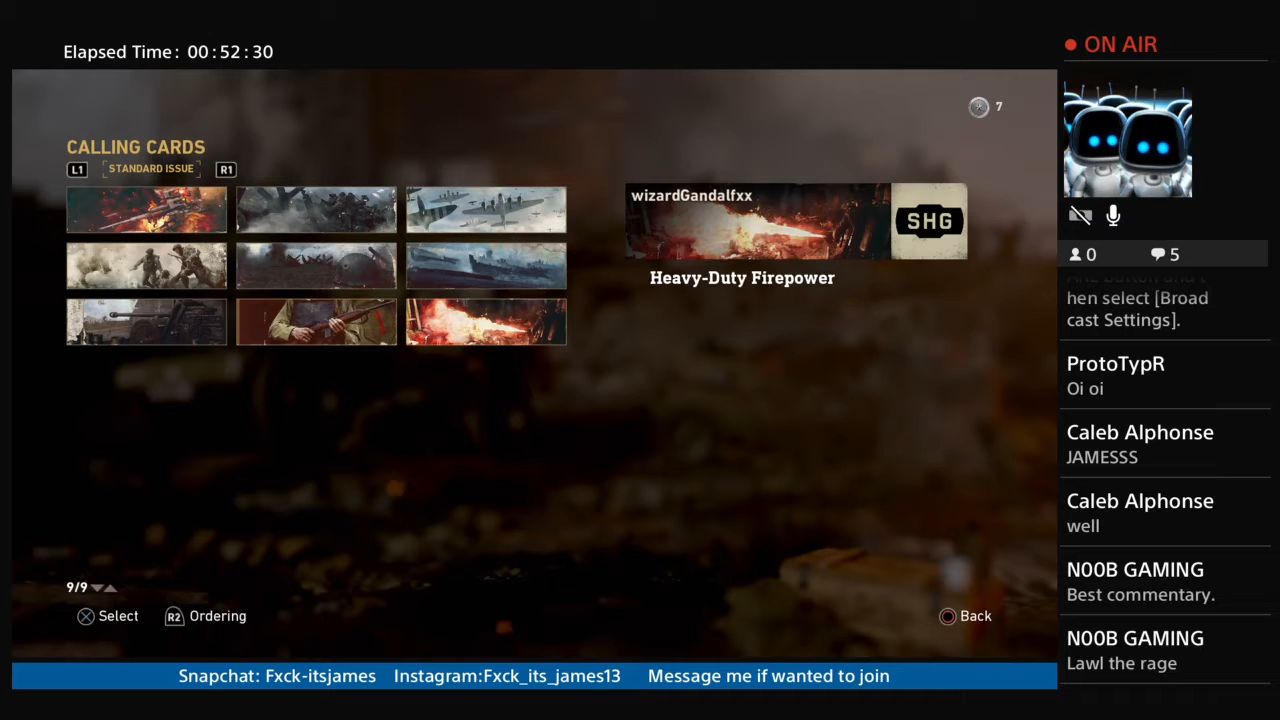 Elapsed Time: 00:52:30
ON AIR
7
CALLING CARDS
L1 STANDARD ISSUE R1
wizardGandalfxx
SHG
Heavy-Duty Firepower
0 5
hen select [Broad
cast Settings].
ProtoTypR
Oi oi
Caleb Alphonse
JAMESSS
Caleb Alphonse
well
N00B GAMING
Best commentary.
N00B GAMING
Lawl the rage
9/9
Select R2 Ordering Back
Snapchat: Fxck-itsjames Instagram:Fxck_its_james13 Message me if wanted to join